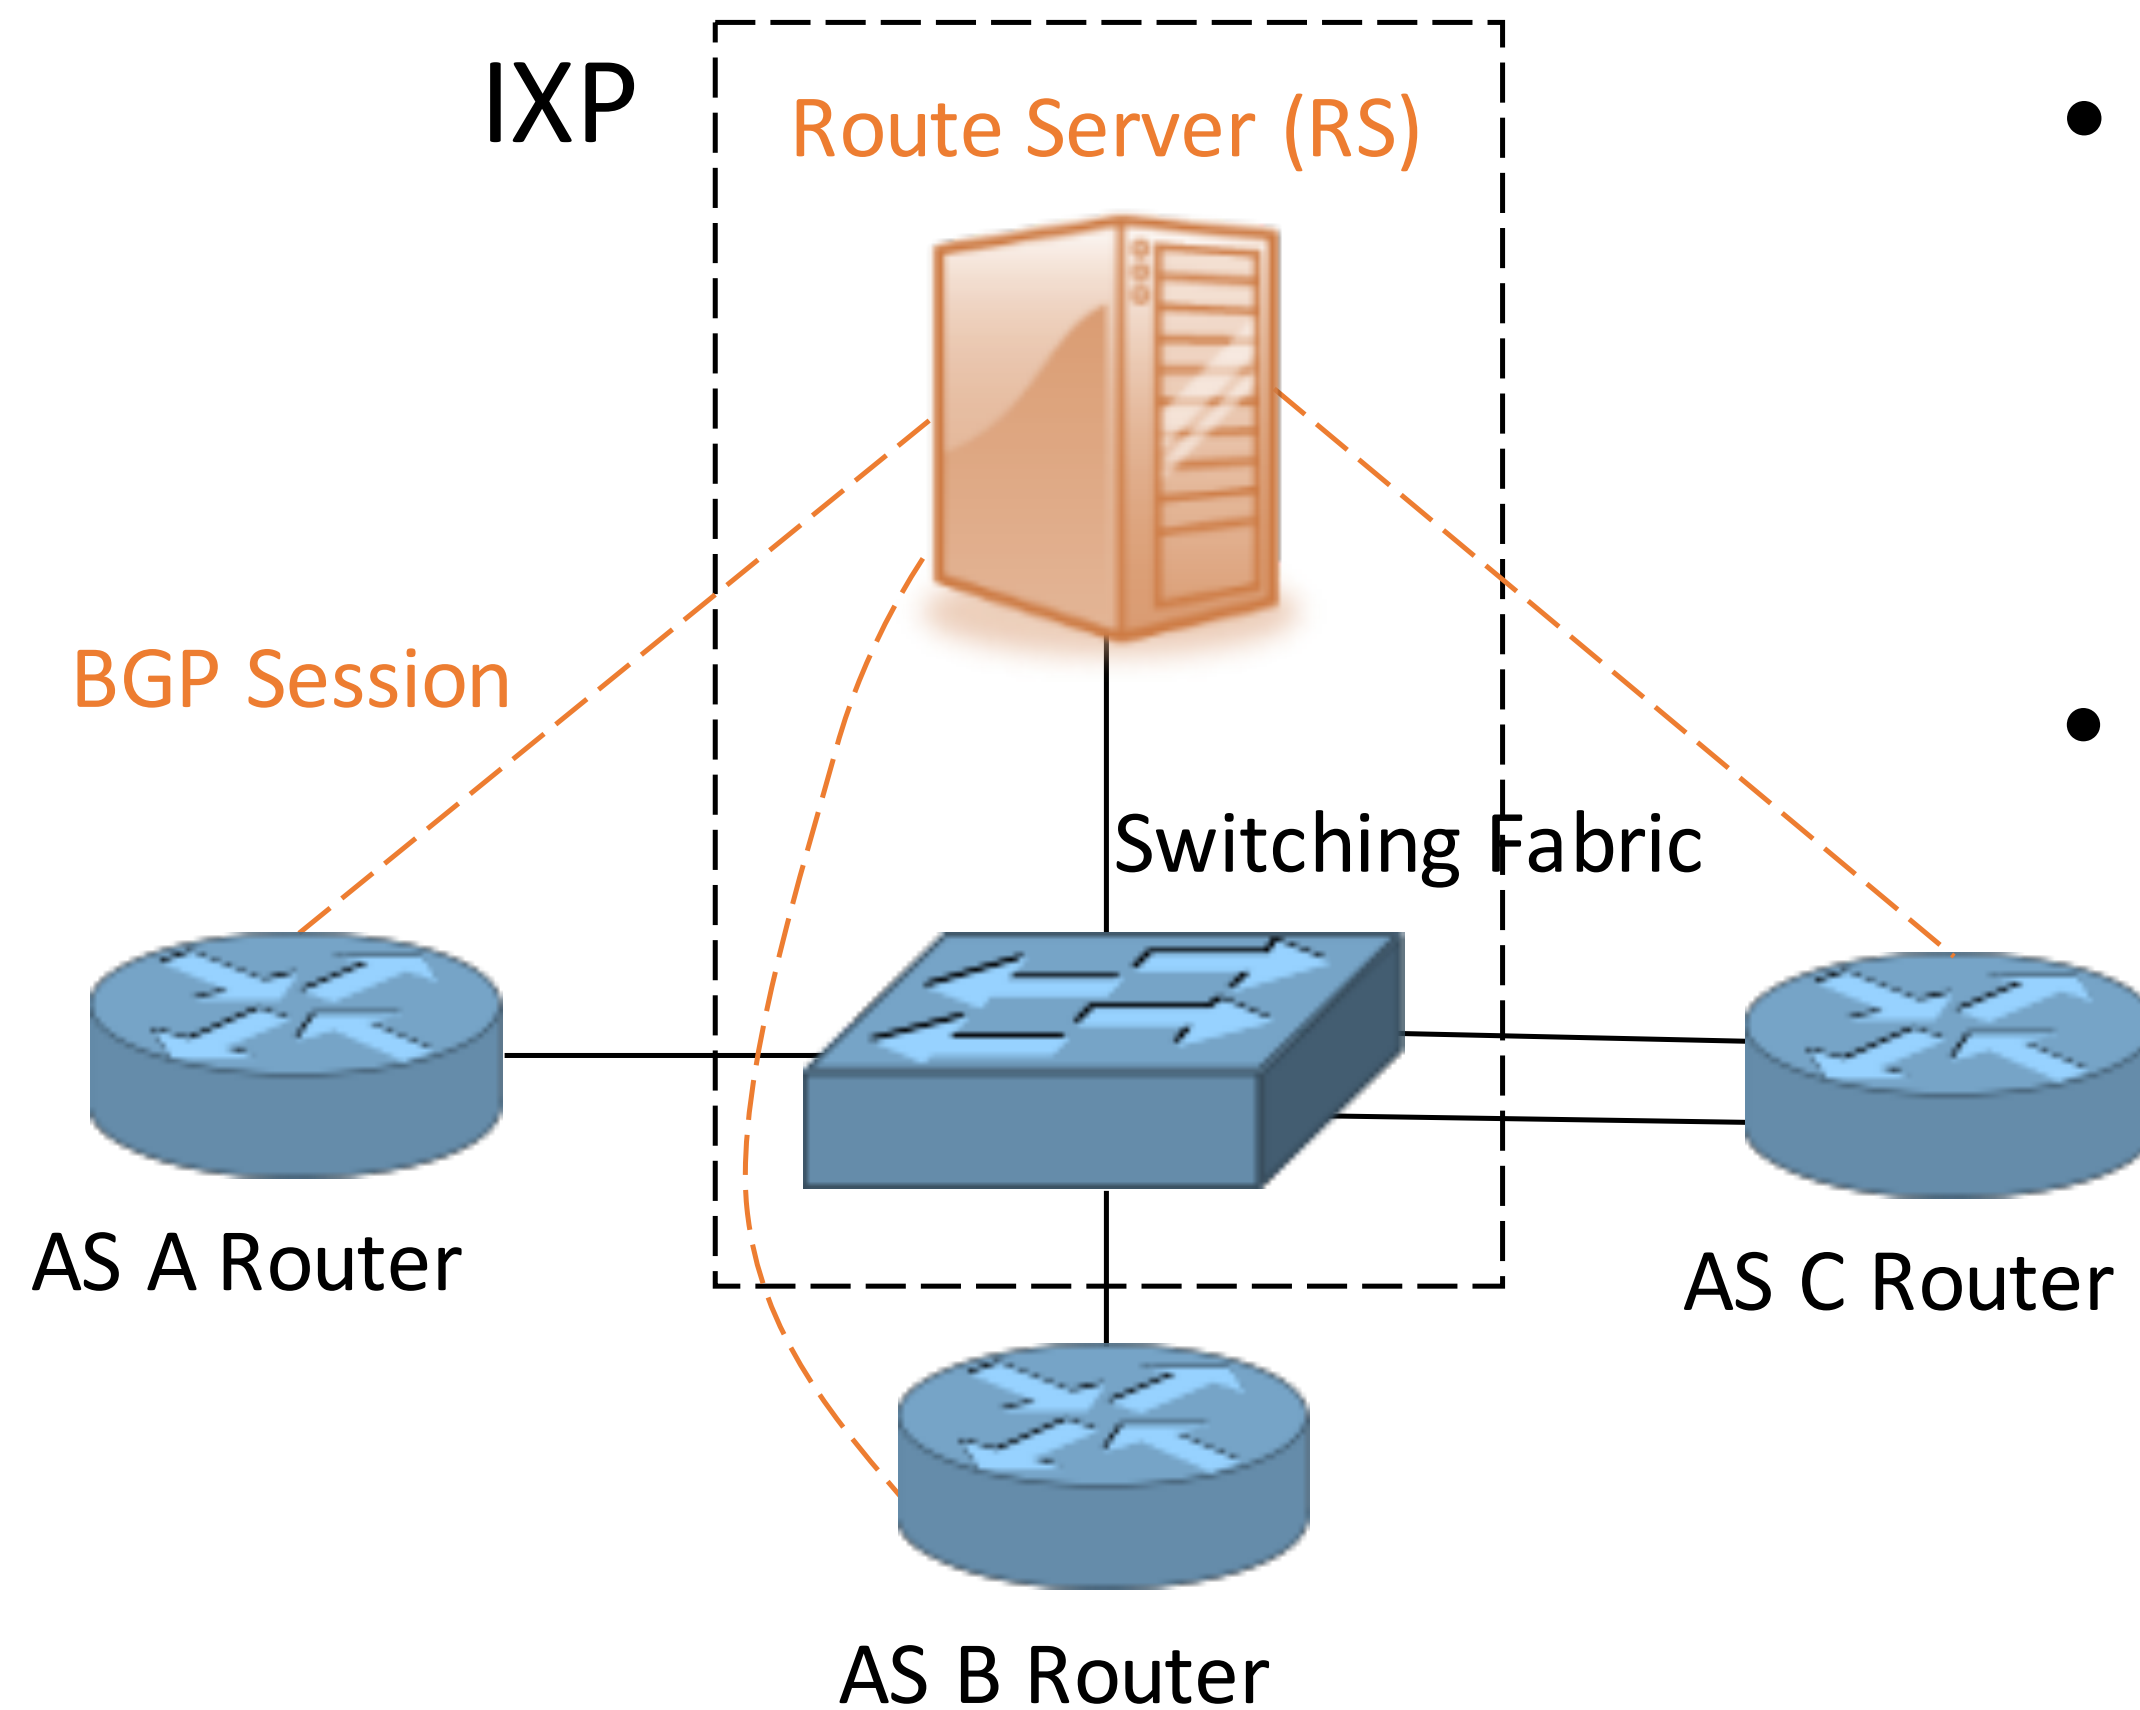 IXP
Route Server (RS)
•
BGP Session
•
Switching Fabric
AS A Router
AS C Router
AS B Router